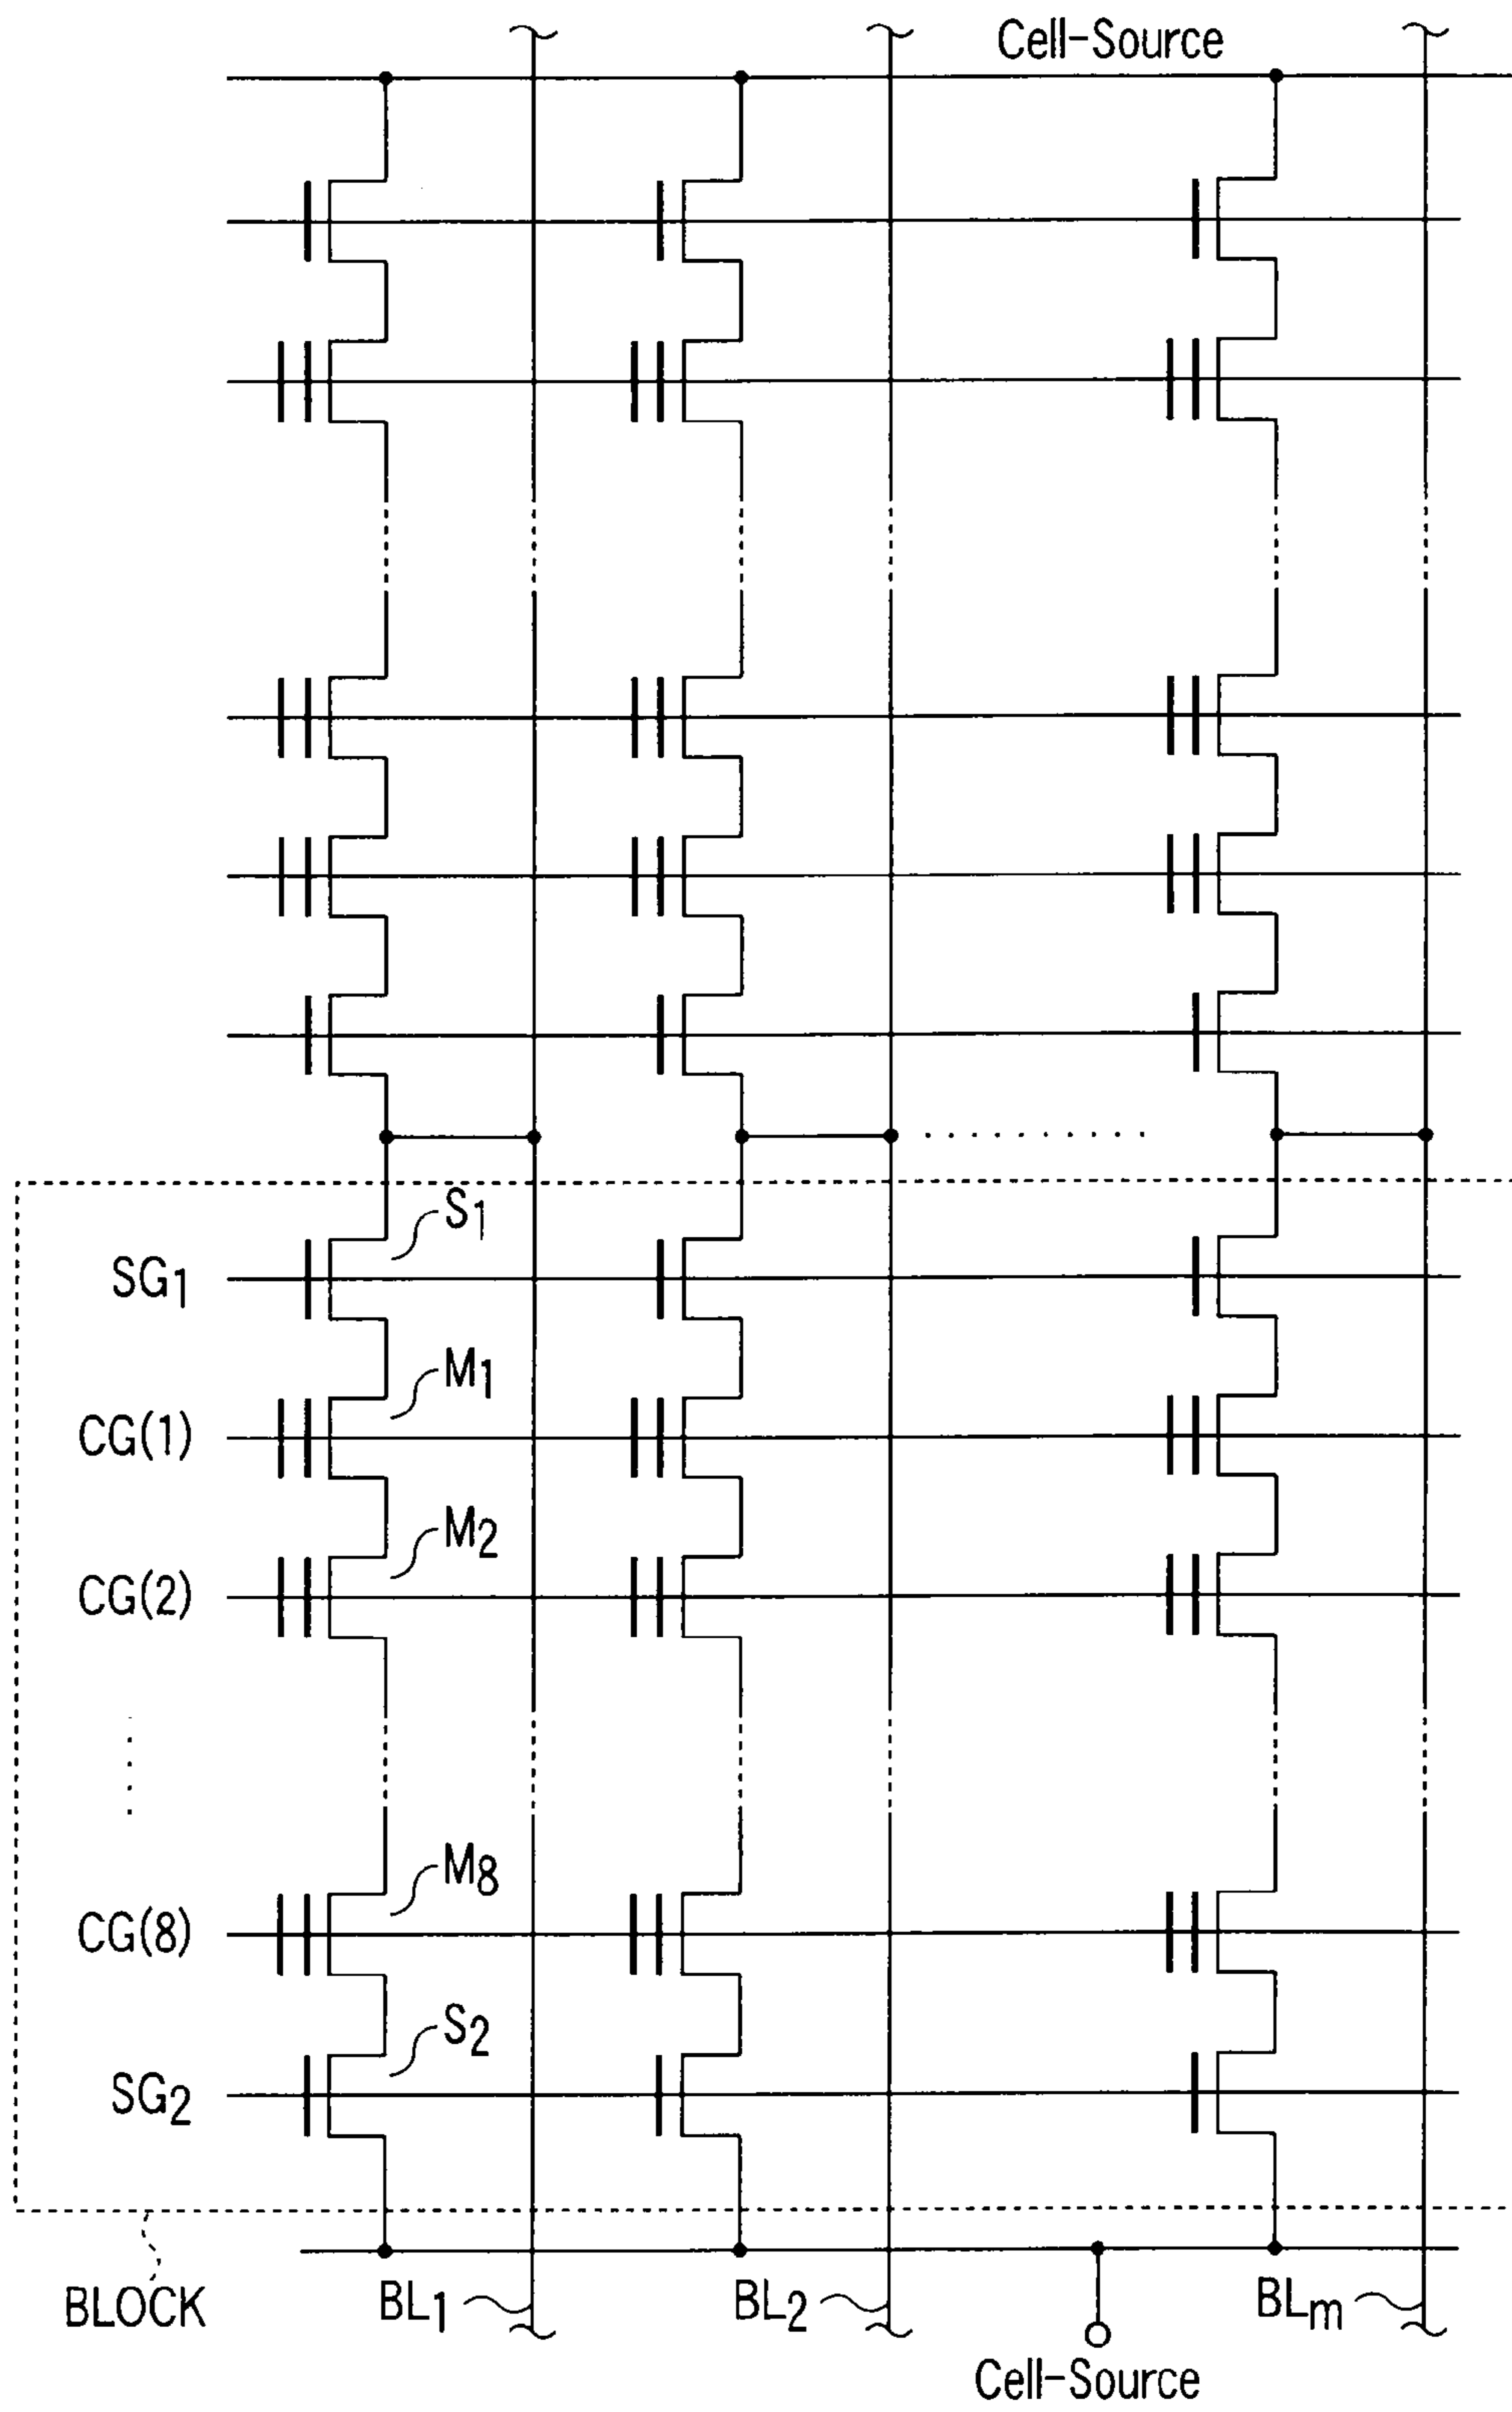 Cell-Source
S1
SG1
M1
CG(1)
M2
CG(2)
M8
CG(8)
S2
SG2
BLOCK
BL1
BL2
BLm
Cell-Source